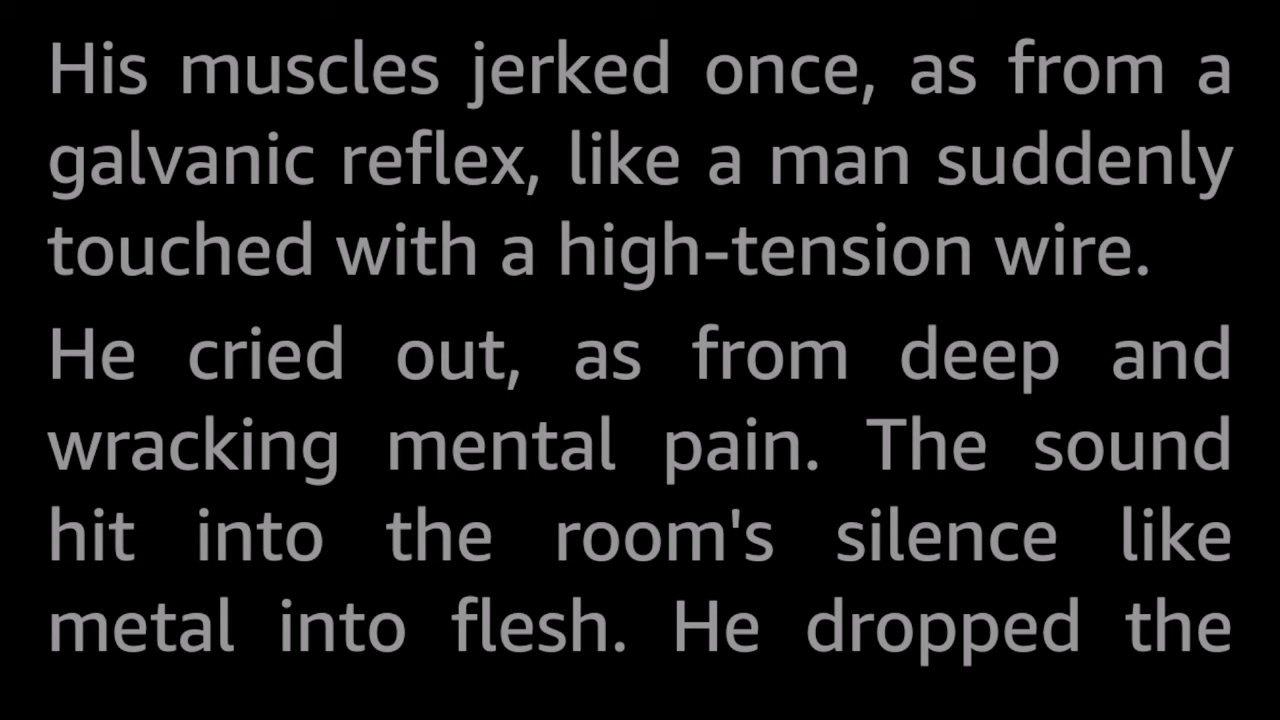 His muscles jerked once, as from a
galvanic reflex, like a man suddenly
touched with a high-tension wire.
He cried out, as from deep and
wracking mental pain. The sound
hit into the room's silence like
metal into flesh. He dropped the